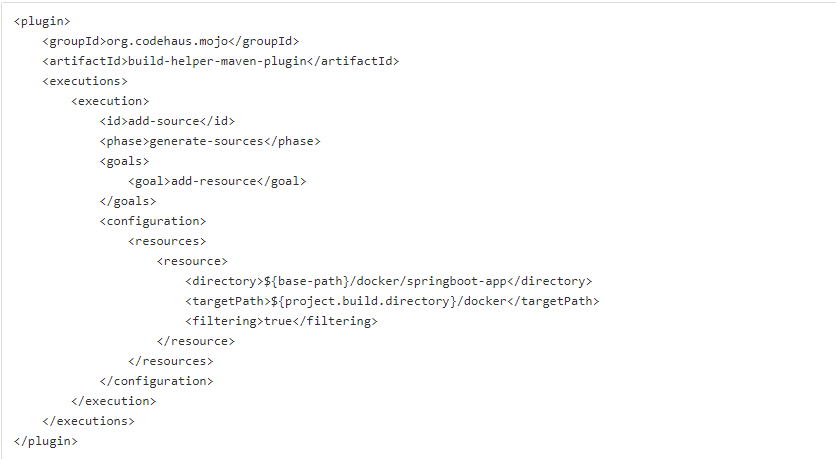 <plugin>
    <groupId>org.codehaus.mojo</groupId>
    <artifactId>build-helper-maven-plugin</artifactId>
    <executions>
        <execution>
            <id>add-source</id>
            <phase>generate-sources</phase>
            <goals>
                <goal>add-resource</goal>
            </goals>
            <configuration>
                <resources>
                    <resource>
                        <directory>${base-path}/docker/springboot-app</directory>
                        <targetPath>${project.build.directory}/docker</targetPath>
                        <filtering>true</filtering>
                    </resource>
                </resources>
            </configuration>
        </execution>
    </executions>
</plugin>